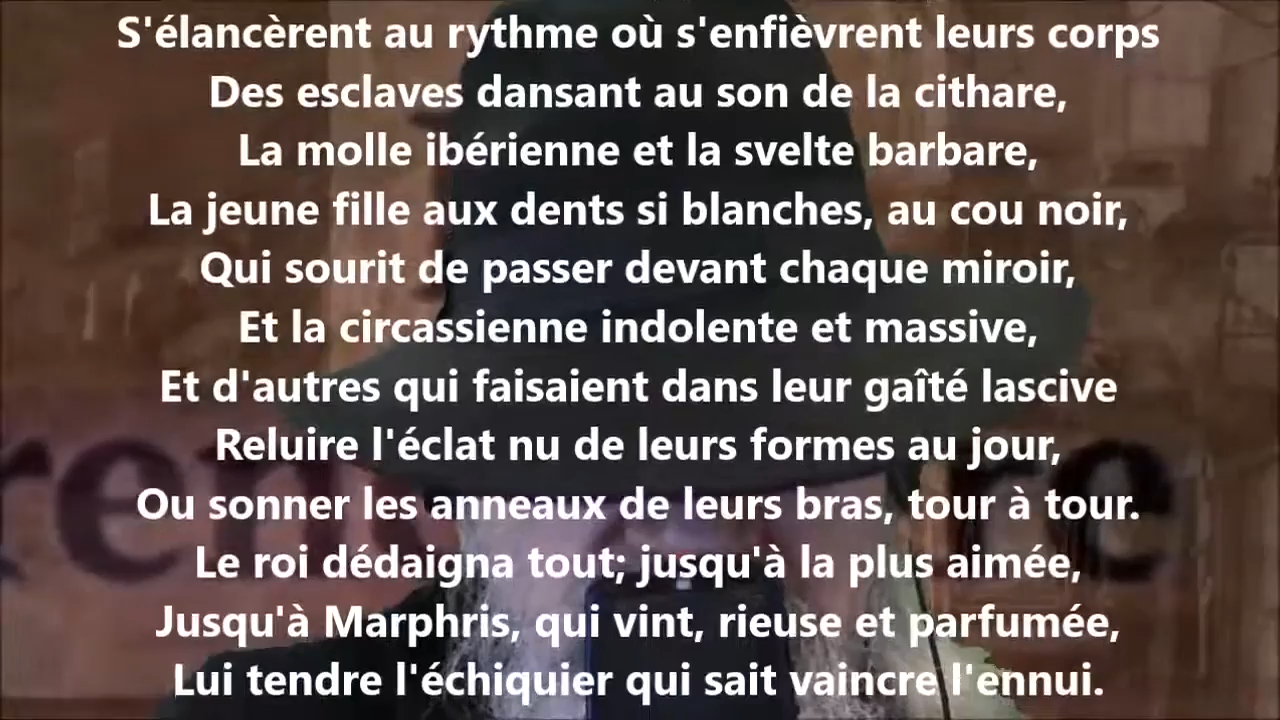 S'élancèrent au rythme où s'enfièvrent leurs corps
Des esclaves dansant au son de la cithare,
La molle ibérienne et la svelte barbare,
La jeune fille aux dents si blanches, au cou noir,
Qui sourit de passer devant chaque miroir,
Et la circassienne indolente et massive,
Et d'autres qui faisaient dans leur gaîté lascive
Reluire l'éclat nu de leurs formes au jour,
Ou sonner les anneaux de leurs bras, tour à tour.
Le roi dédaigna tout; jusqu'à la plus aimée,
Jusqu'à Marphris, qui vint, rieuse et parfumée,
Lui tendre l'échiquier qui sait vaincre l'ennui.